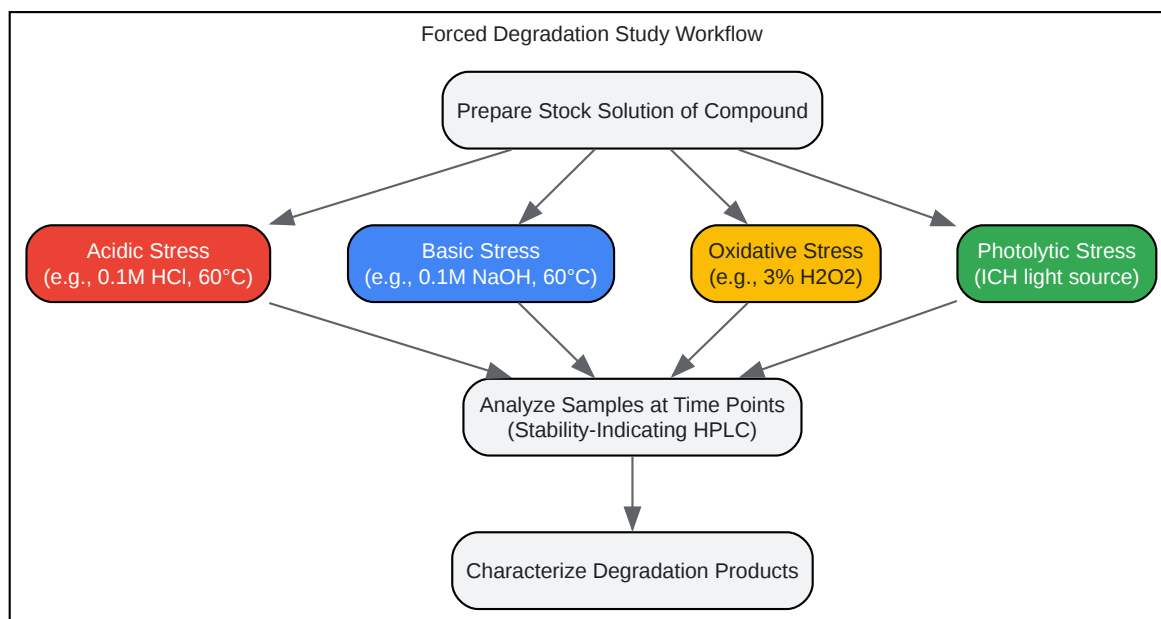 Forced Degradation Study Workflow
Prepare Stock Solution of Compound
Acidic Stress
(e.g., 0.1M HCl, 60°C)
Basic Stress
(e.g., 0.1M NaOH, 60°C)
Oxidative Stress
(e.g., 3% H2O2)
Photolytic Stress
(ICH light source)
Analyze Samples at Time Points
(Stability-Indicating HPLC)
Characterize Degradation Products